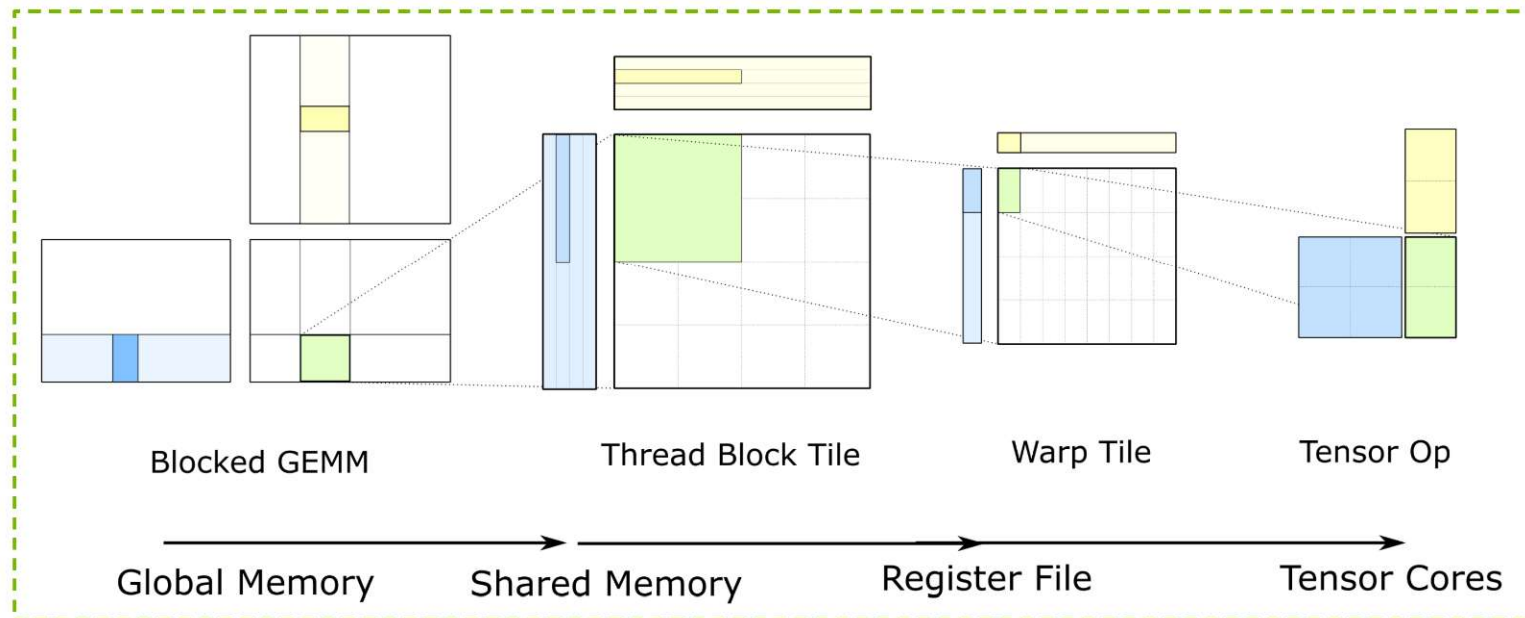 Blocked GEMM
Thread Block Tile
Warp Tile
Tensor Op
Global Memory
Shared Memory
Register File
Tensor Cores